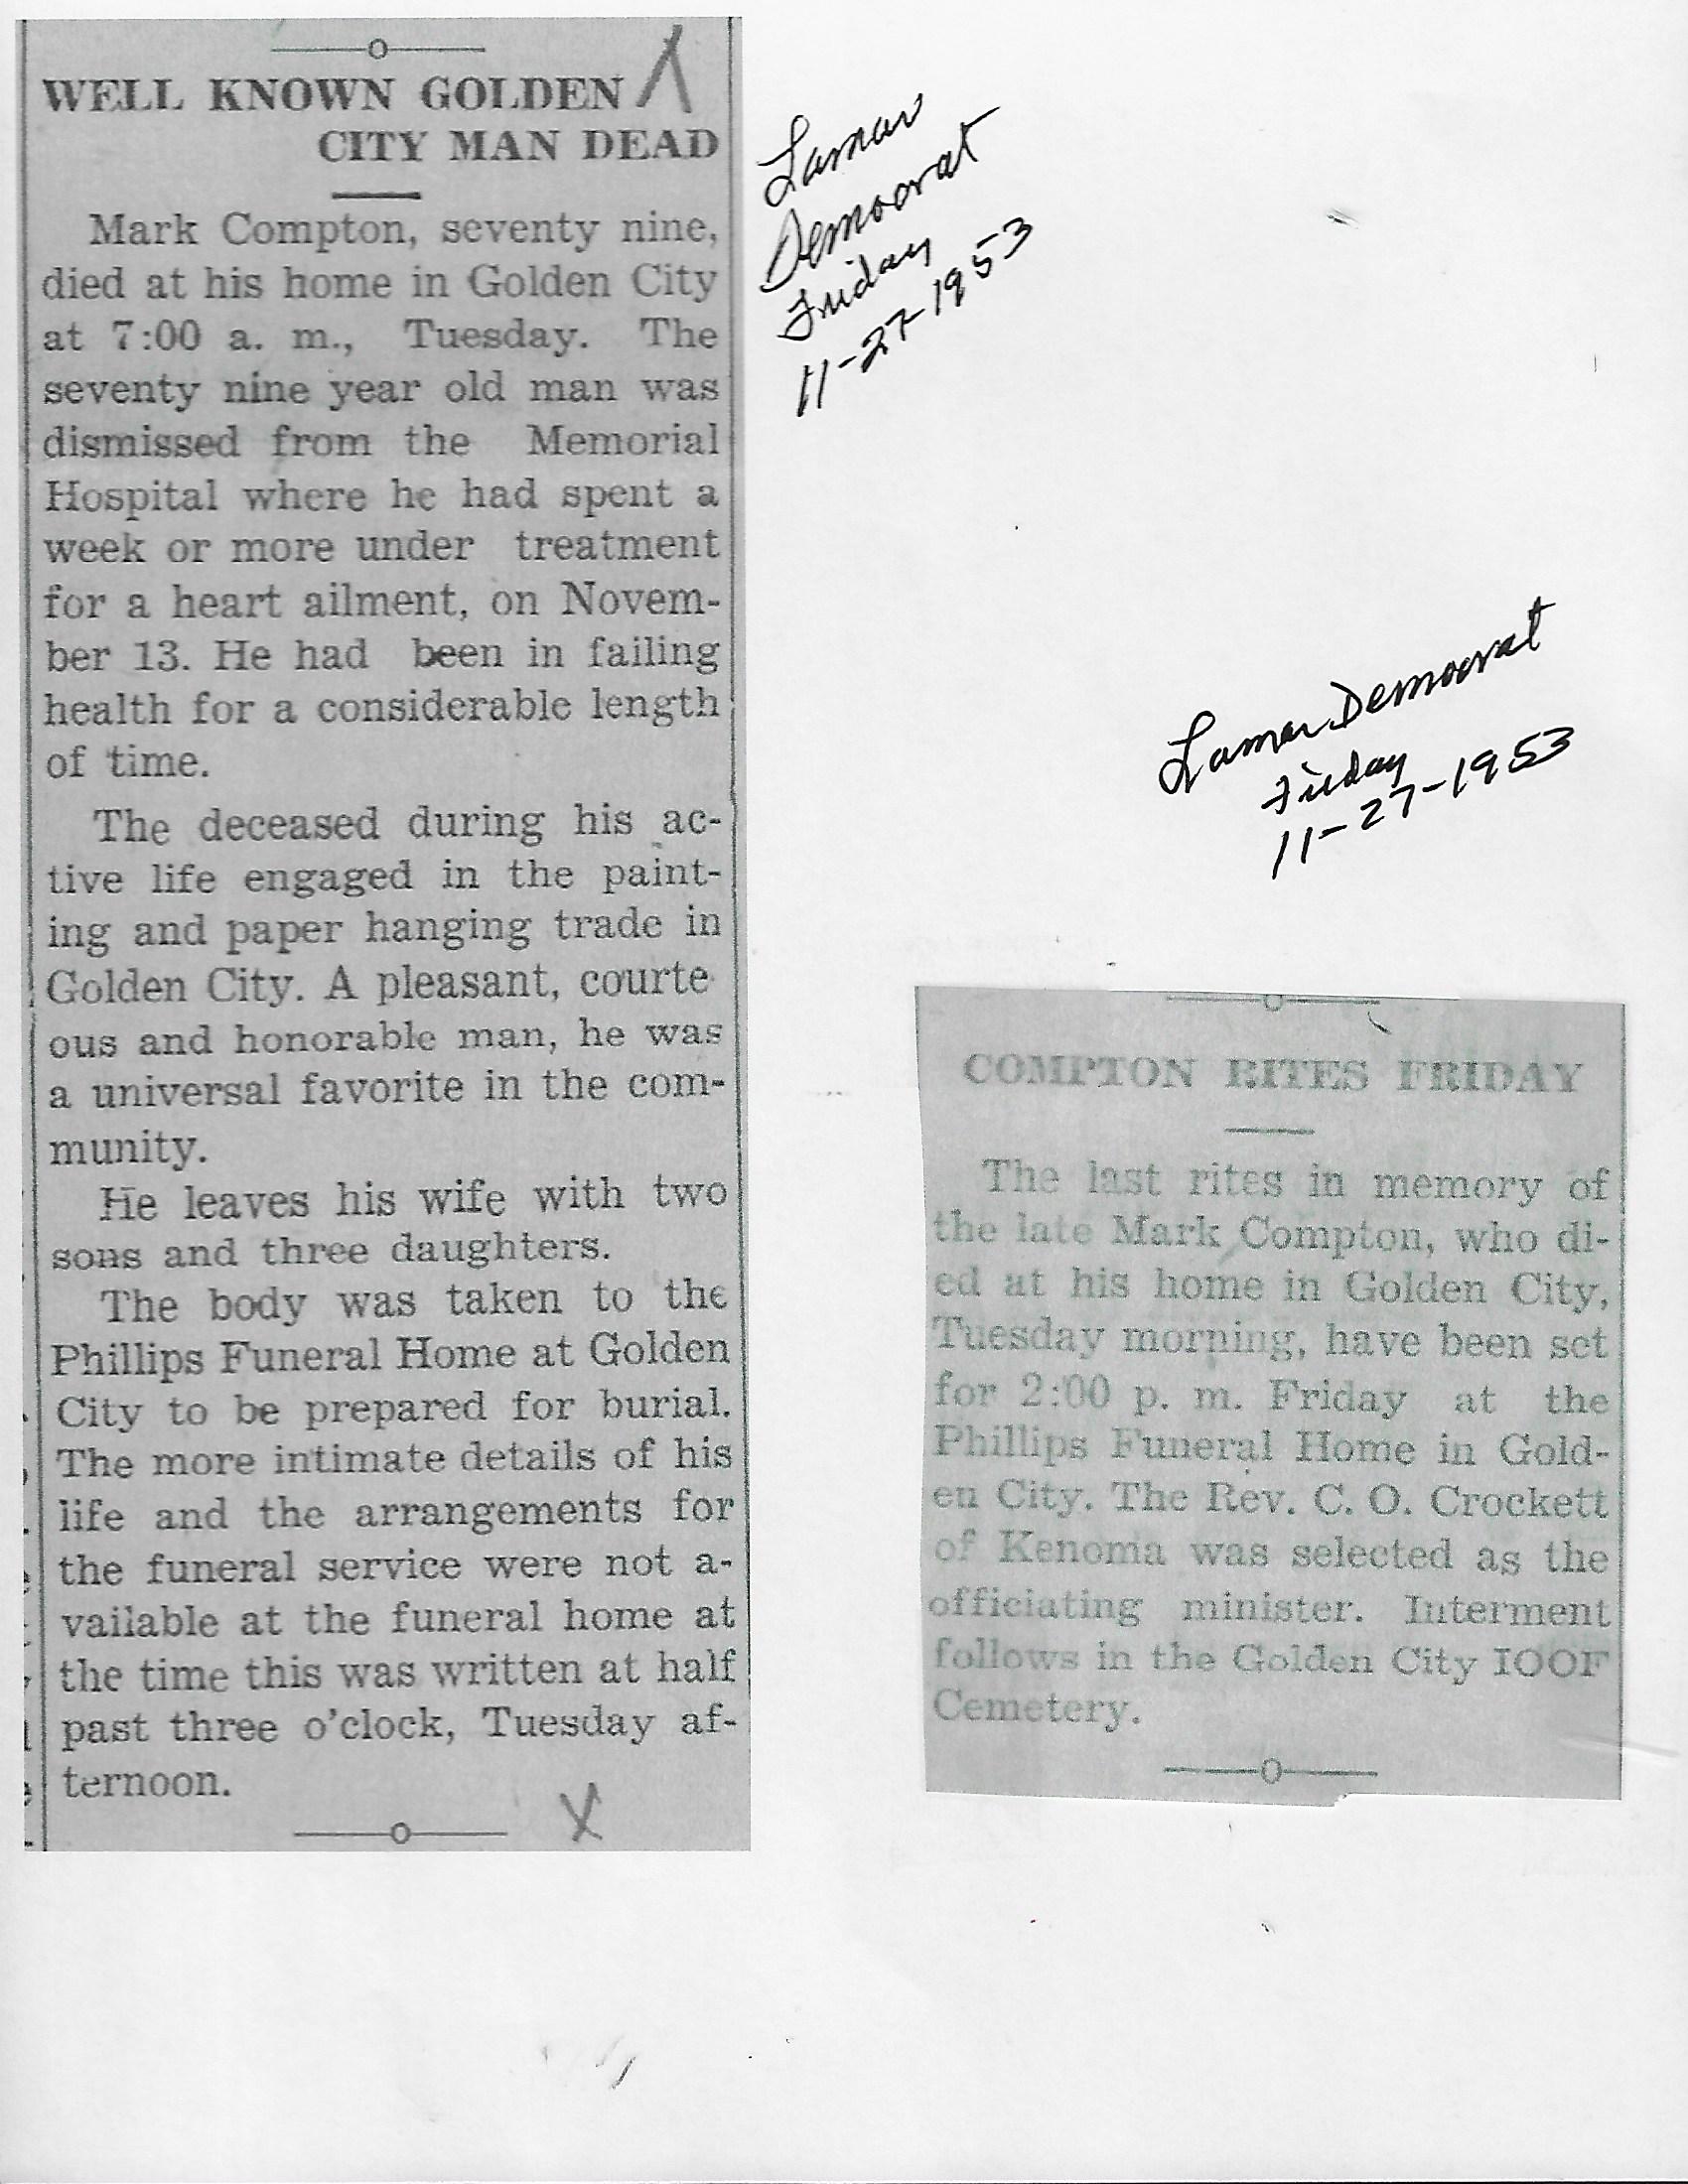 WELL KNOWN GOLDEN
CITY MAN DEAD
Mark Compton, seventy nine,
died at his home in Golden City
at 7:00 a. m., Tuesday. The
seventy nine year old man was
dismissed from the Memorial
Hospital where he had spent a
week or more under treatment
for a heart ailment, on Novem-
ber 13. He had been in failing
health for a considerable length
of time.
The deceased during his ac-
tive life engaged in the paint-
ing and paper hanging trade in
Golden City. A pleasant, courte
ous and honorable man, he was
a universal favorite in the com-
munity.
He leaves his wife with two
sons and three daughters.
The body was taken to the
Phillips Funeral Home at Golden
City to be prepared for burial.
The more intimate details of his
life and the arrangements for
the funeral service were not a-
vailable at the funeral home at
the time this was written at half
past three o'clock, Tuesday af-
ternoon.
X
Lamar
Democrat
Friday
11-27-1953
Lamar Democrat
Friday
11-27-1953
COMPTON RITES FRIDAY
The last rites in memory of
the late Mark Compton, who di-
ed at his home in Golden City,
Tuesday morning, have been set
for 2:00 p. m. Friday at the
Phillips Funeral Home in Gold-
en City. The Rev. C. O. Crockett
of Kenoma was selected as the
officiating minister. Interment
follows in the Golden City IOOF
Cemetery.